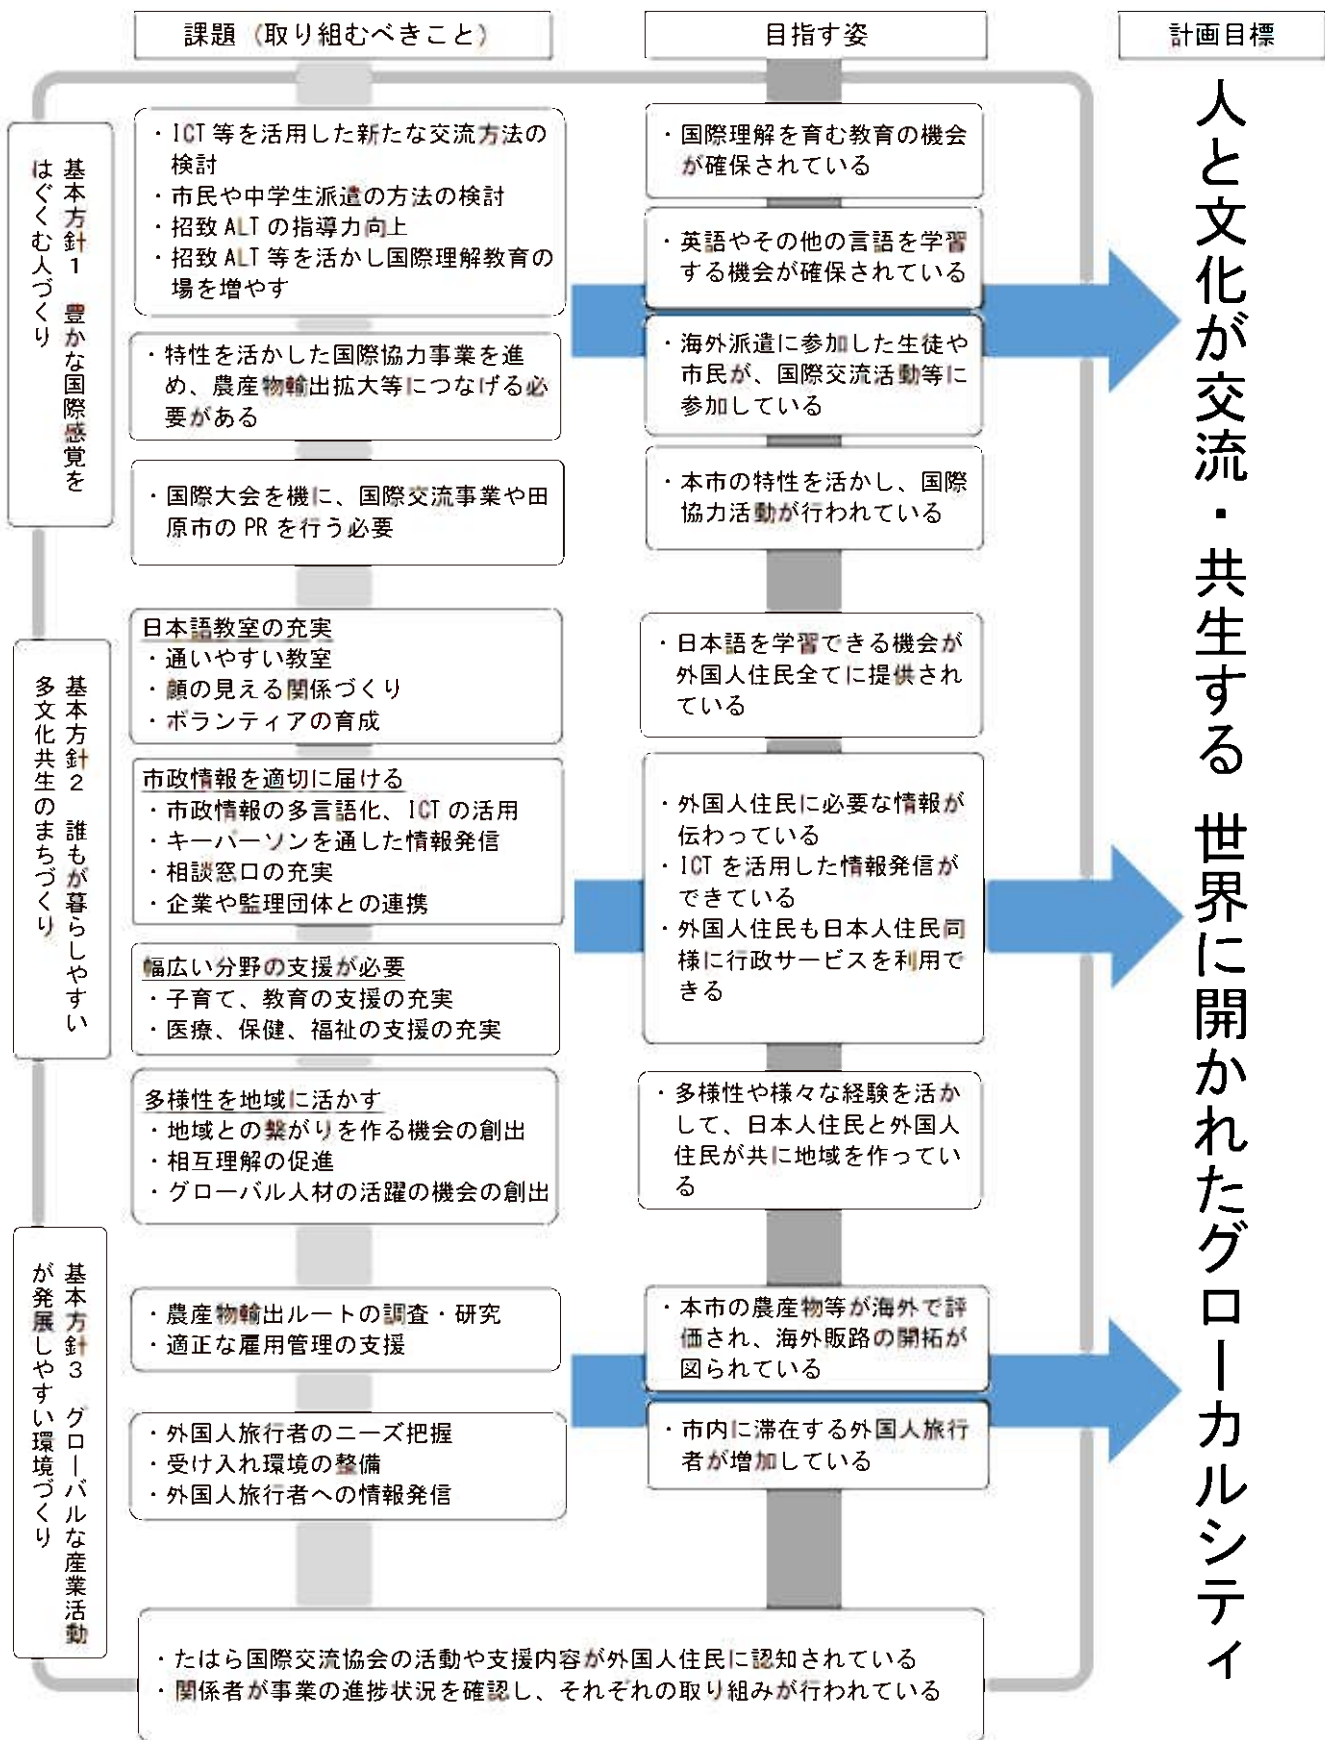 課題（取り組むべきこと）
目指す姿
計画目標
基本方針1　豊かな国際感覚を
はぐくむ人づくり
・ICT 等を活用した新たな交流方法の
検討
・市民や中学生派遣の方法の検討
・招致 ALT の指導力向上
・招致 ALT 等を活かし国際理解教育の
場を増やす
・特性を活かした国際協力事業を進
め、農産物輸出拡大等につなげる必
要がある
・国際大会を機に、国際交流事業や田
原市の PR を行う必要
・国際理解を育む教育の機会
が確保されている
・英語やその他の言語を学習
する機会が確保されている
・海外派遣に参加した生徒や
市民が、国際交流活動等に
参加している
・本市の特性を活かし、国際
協力活動が行われている
基本方針2　誰もが暮らしやすい
多文化共生のまちづくり
日本語教室の充実
・通いやすい教室
・顔の見える関係づくり
・ボランティアの育成
市政情報を適切に届ける
・市政情報の多言語化、ICT の活用
・キーパーソンを通した情報発信
・相談窓口の充実
・企業や監理団体との連携
幅広い分野の支援が必要
・子育て、教育の支援の充実
・医療、保健、福祉の支援の充実
多様性を地域に活かす
・地域との繋がりを作る機会の創出
・相互理解の促進
・グローバル人材の活躍の機会の創出
・日本語を学習できる機会が
外国人住民全てに提供され
ている
・外国人住民に必要な情報が
伝わっている
・ICT を活用した情報発信が
できている
・外国人住民も日本人住民同
様に行政サービスを利用で
きる
・多様性や様々な経験を活か
して、日本人住民と外国人
住民が共に地域を作ってい
る
基本方針3　グローバルな産業活動
が発展しやすい環境づくり
・農産物輸出ルートの調査・研究
・適正な雇用管理の支援
・外国人旅行者のニーズ把握
・受け入れ環境の整備
・外国人旅行者への情報発信
・本市の農産物等が海外で評
価され、海外販路の開拓が
図られている
・市内に滞在する外国人旅行
者が増加している
・たはら国際交流協会の活動や支援内容が外国人住民に認知されている
・関係者が事業の進捗状況を確認し、それぞれの取り組みが行われている
人と文化が交流・共生する 世界に開かれたグローカルシティ